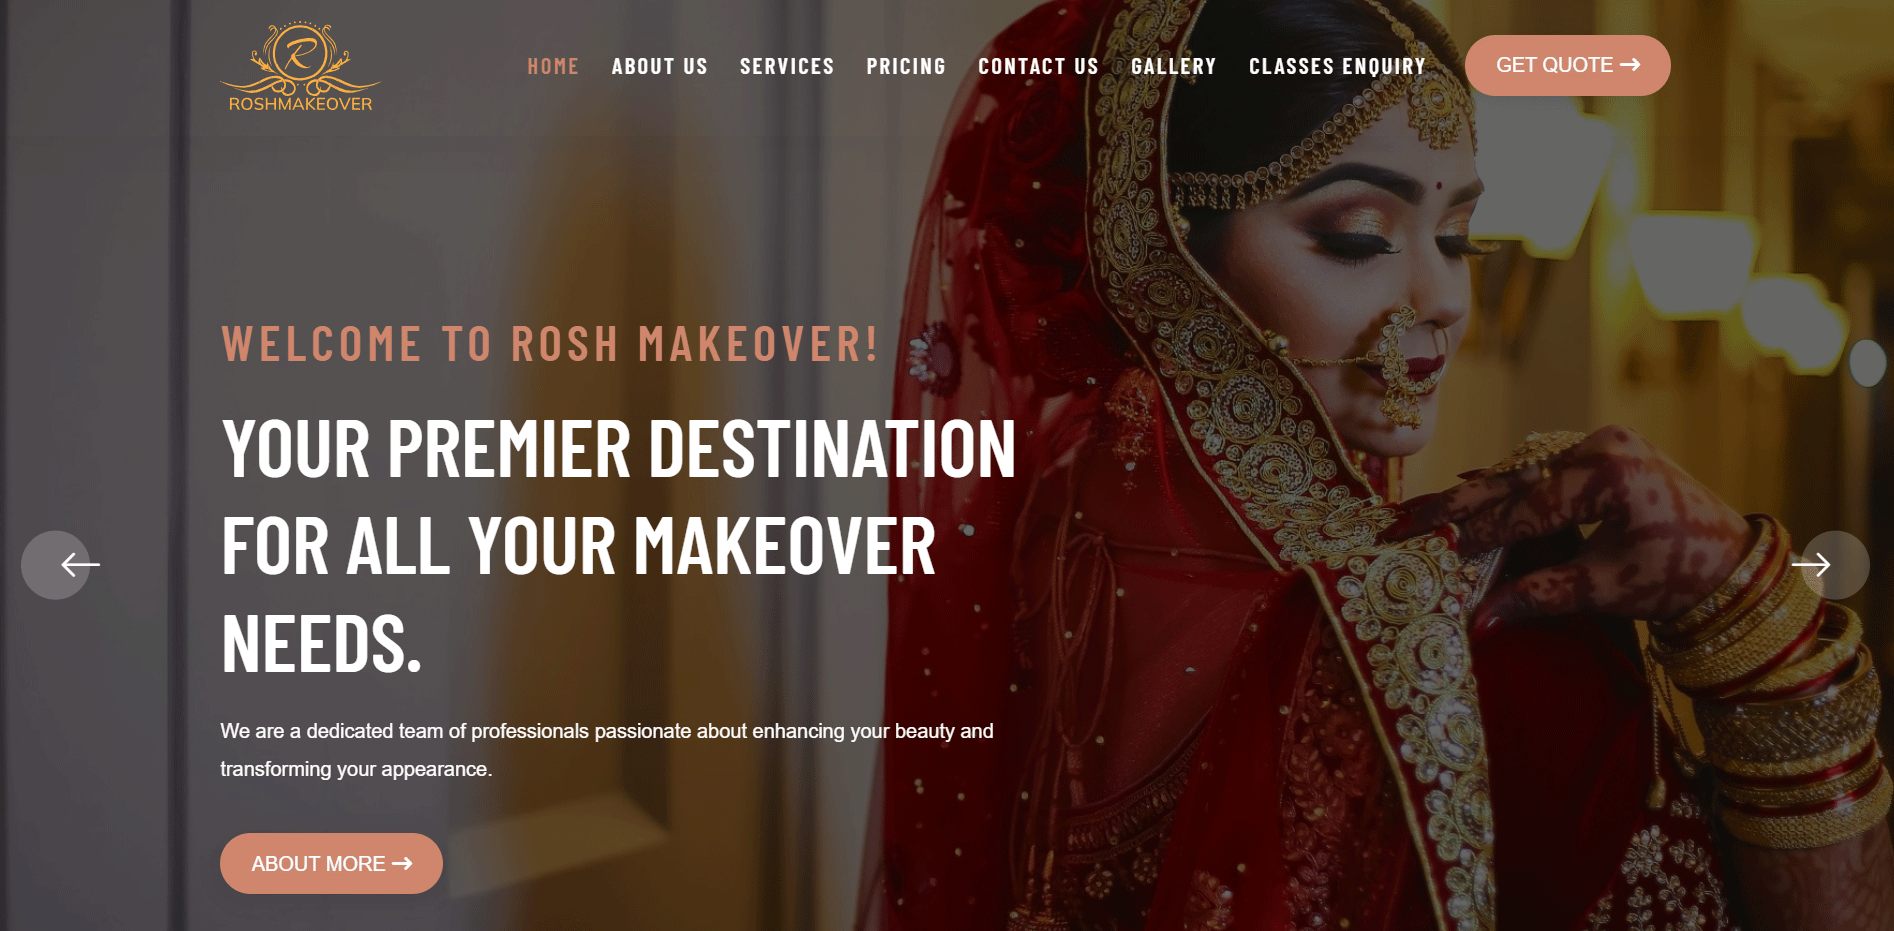 R
ROSHMAKEOVER
HOME ABOUT US SERVICES PRICING CONTACT US GALLERY CLASSES ENQUIRY GET QUOTE →
WELCOME TO ROSH MAKEOVER!
YOUR PREMIER DESTINATION
FOR ALL YOUR MAKEOVER
NEEDS.
We are a dedicated team of professionals passionate about enhancing your beauty and
transforming your appearance.
ABOUT MORE →